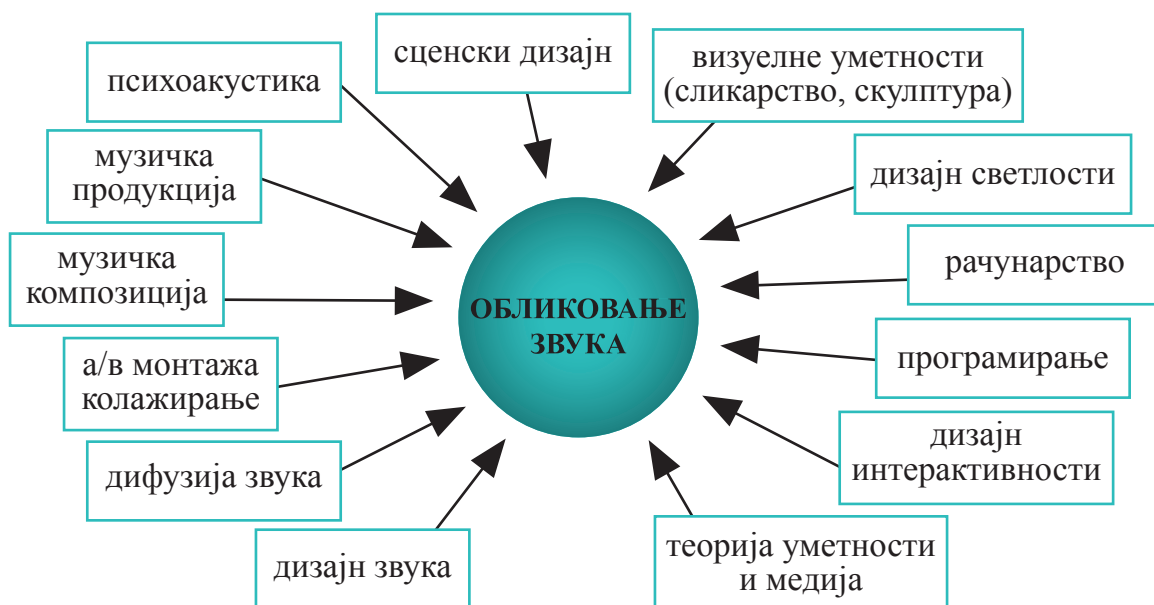 сценски дизајн
визуелне уметности
(сликарство, скулптура)
психоакустика
музичка
продукција
дизајн светлости
музичка
композиција
рачунарство
ОБЛИКОВАЊЕ
ЗВУКА
а/в монтажа
колажирање
програмирање
дифузија звука
дизајн
интерактивности
дизајн звука
теорија уметности
и медија